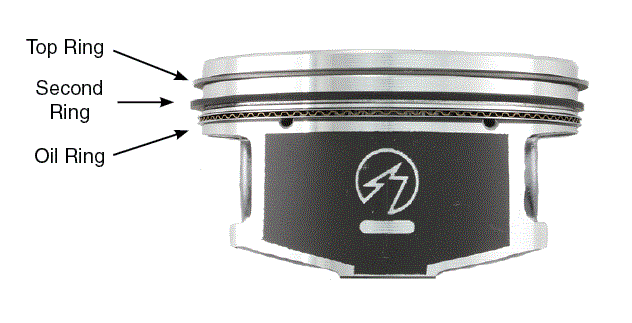 Top Ring
Second
Ring
Oil Ring